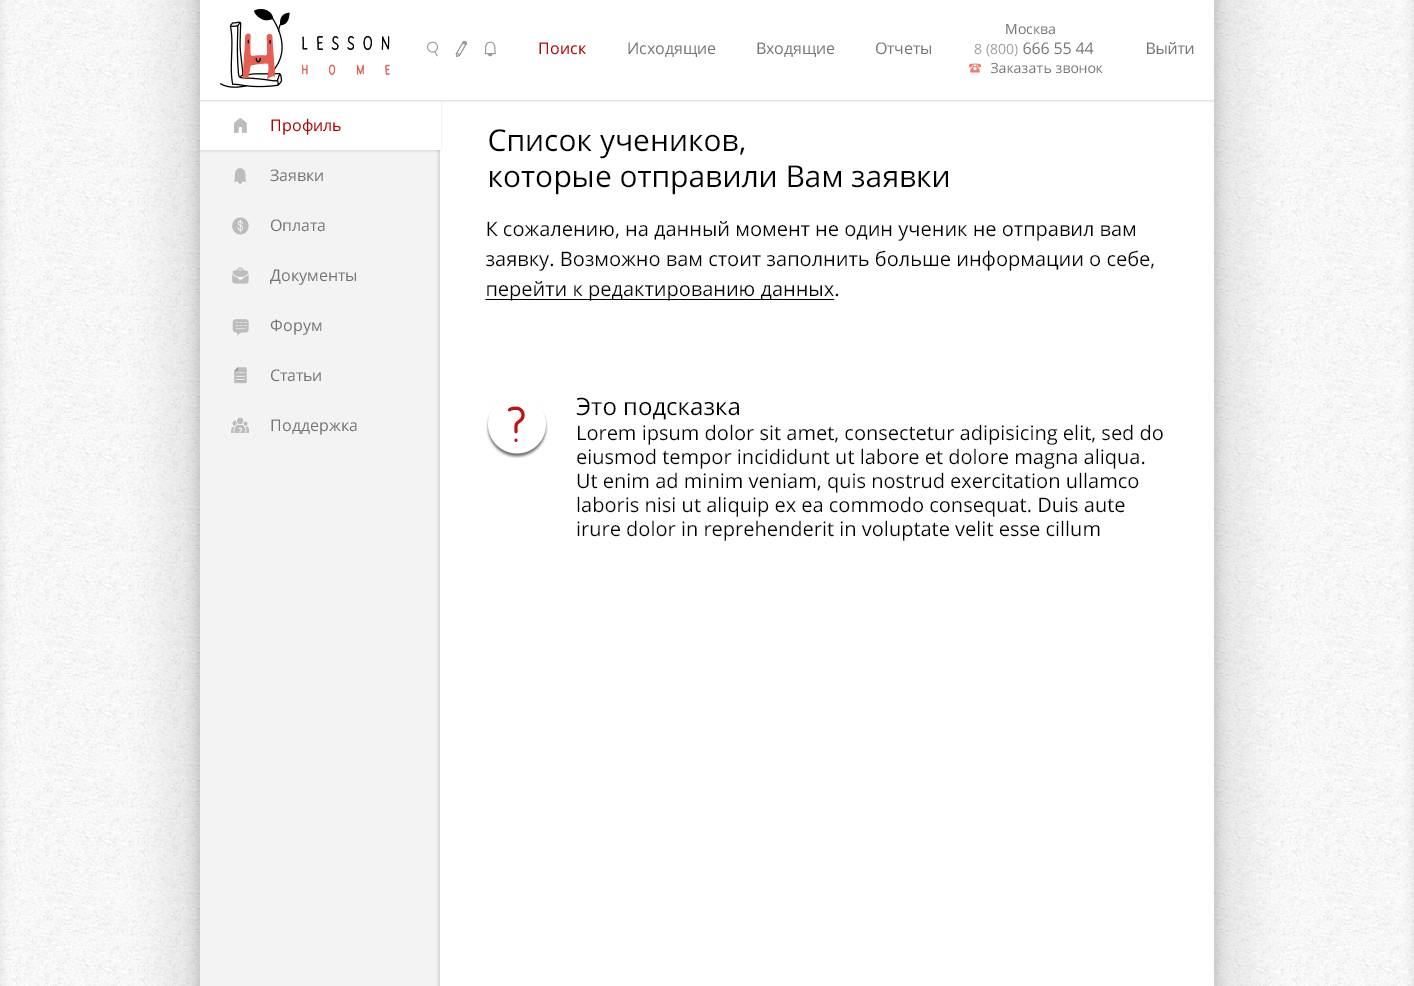 LESSON
HOME
Поиск
Исходящие
Входящие
Отчеты
Москва
8 (800) 666 55 44
Заказать звонок
Выйти
Профиль
Заявки
Оплата
Документы
Форум
Статьи
Поддержка
Список учеников,
которые отправили Вам заявки
К сожалению, на данный момент не один ученик не отправил вам
заявку. Возможно вам стоит заполнить больше информации о себе,
перейти к редактированию данных.
?
Это подсказка
Lorem ipsum dolor sit amet, consectetur adipisicing elit, sed do
eiusmod tempor incididunt ut labore et dolore magna aliqua.
Ut enim ad minim veniam, quis nostrud exercitation ullamco
laboris nisi ut aliquip ex ea commodo consequat. Duis aute
irure dolor in reprehenderit in voluptate velit esse cillum